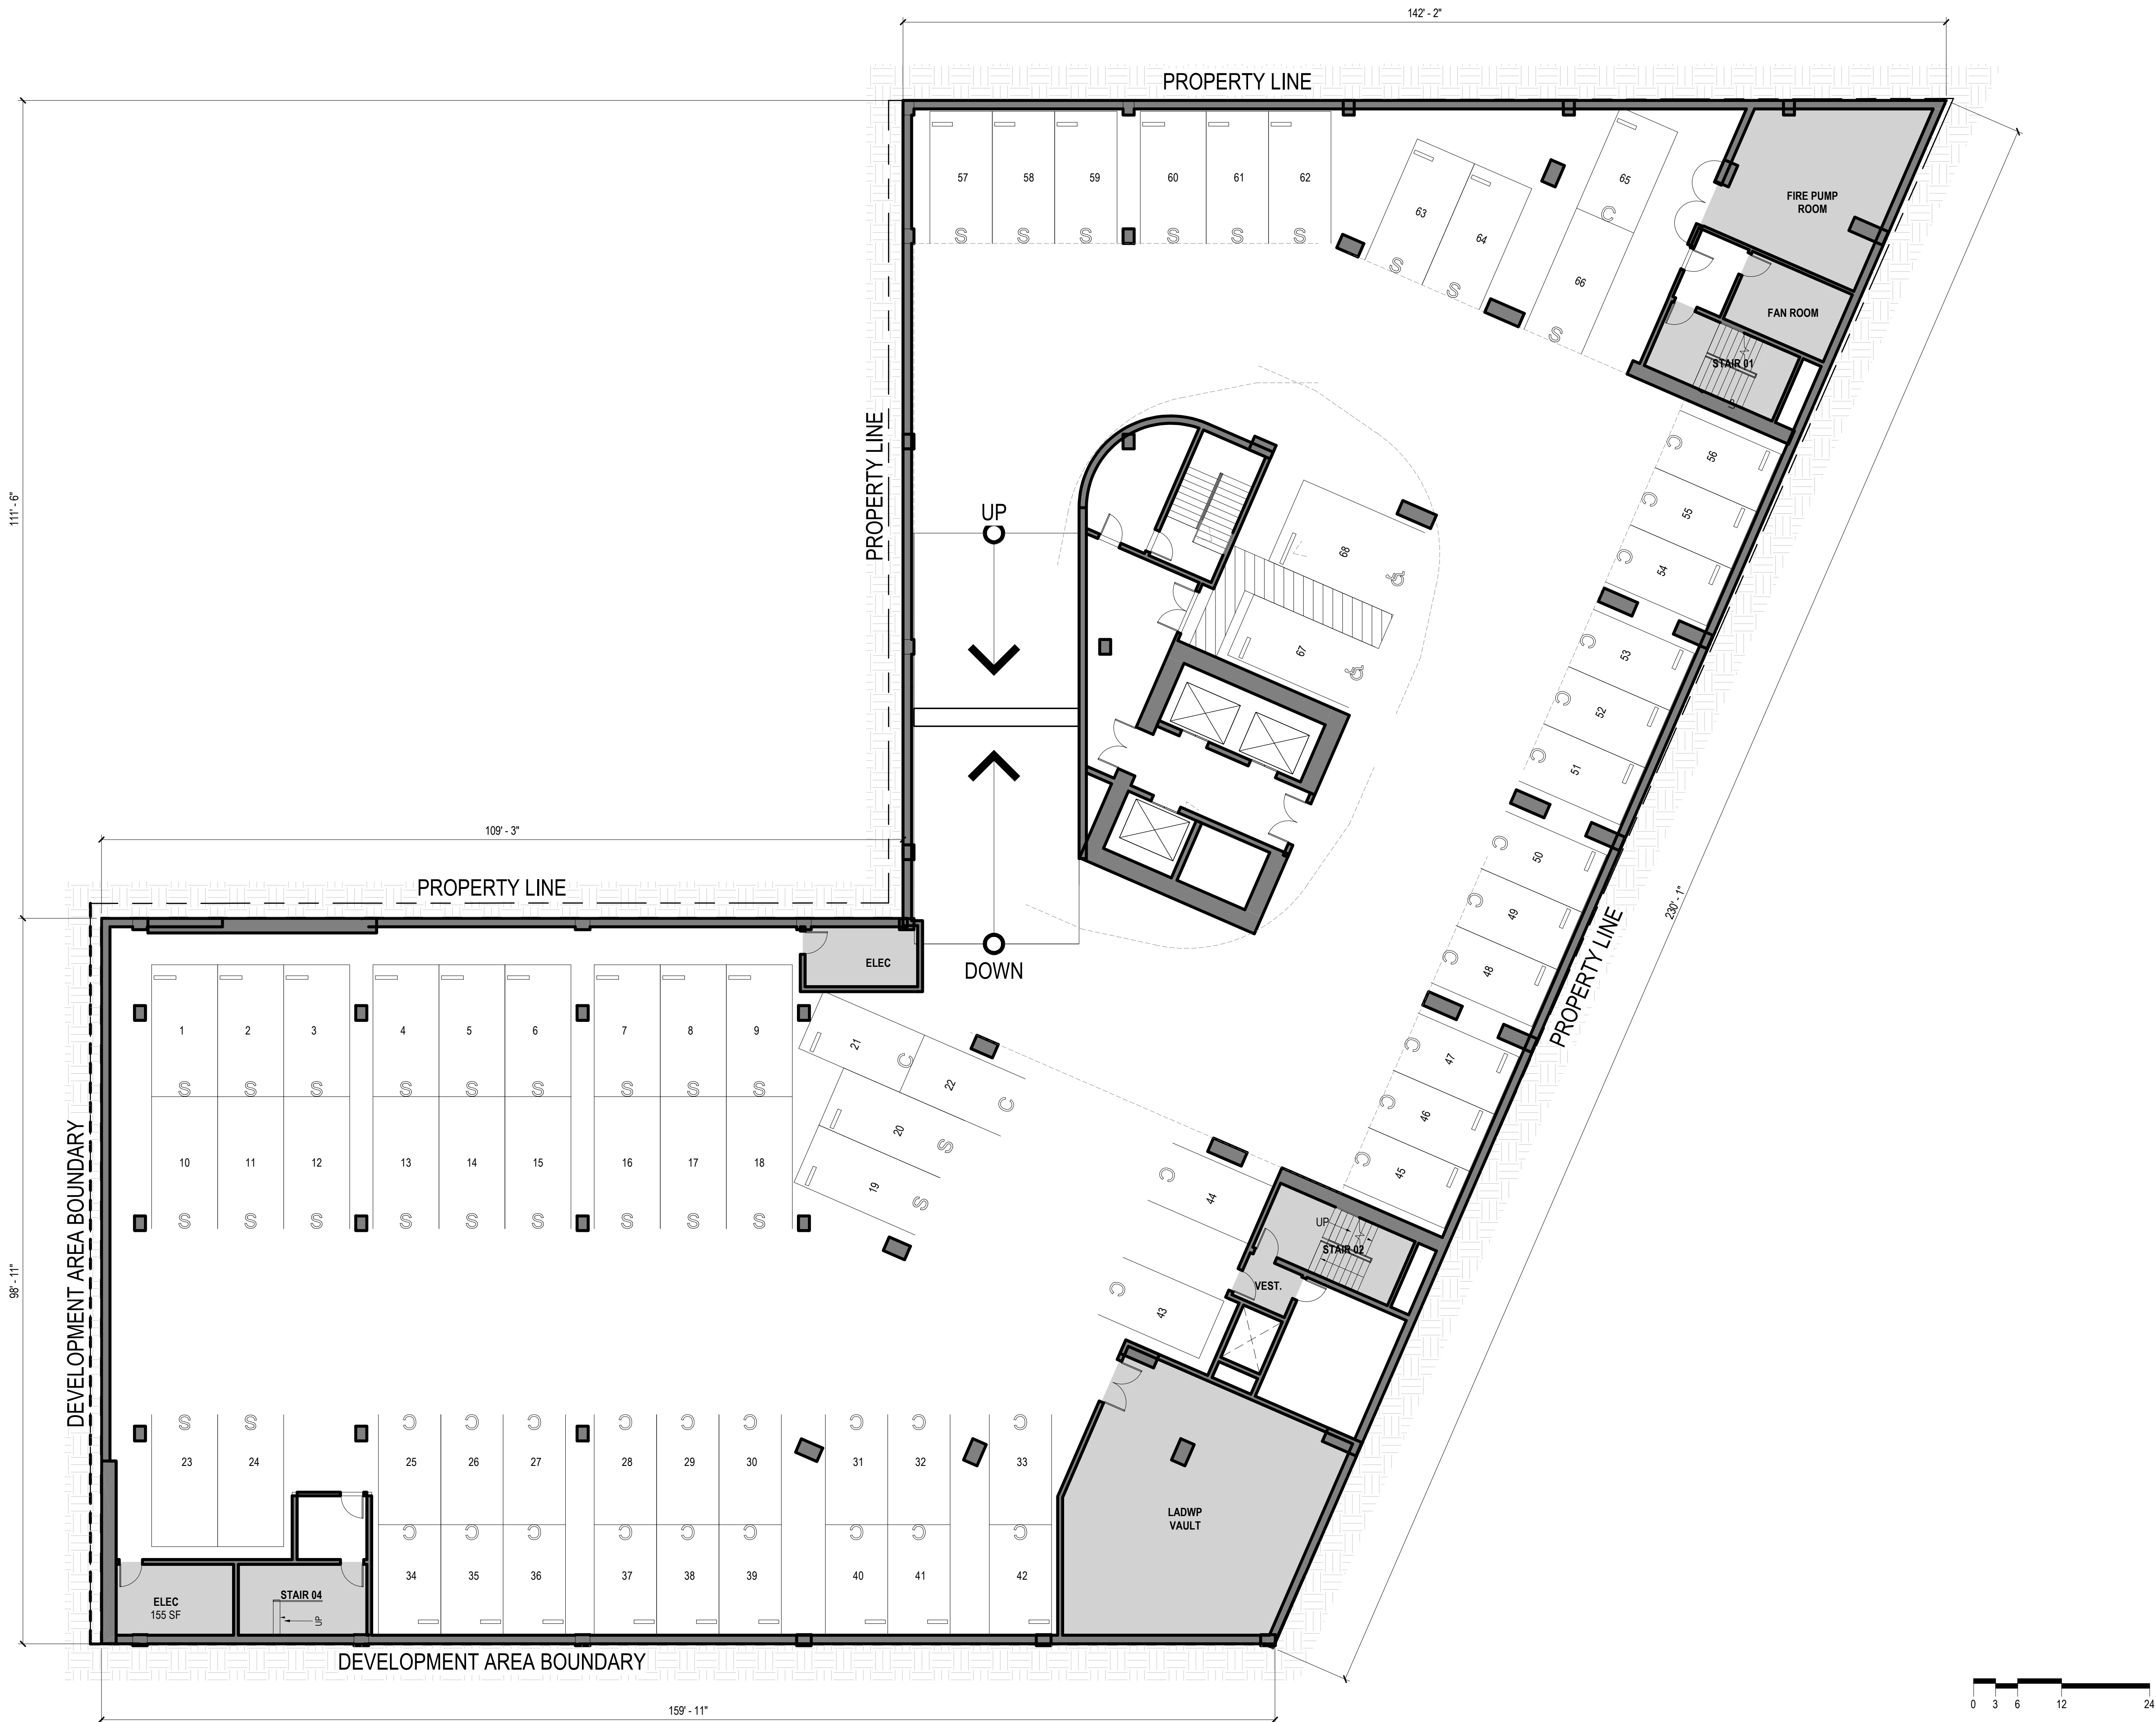 142' - 2"
PROPERTY LINE
57
58
59
60
61
62
63
64
65
66
S
S
S
S
S
S
S
S
C
S
FIRE PUMP
ROOM
FAN ROOM
STAIR 01
UP
111' - 6"
PROPERTY LINE
UP
68
67
56
55
54
53
52
51
50
49
48
47
46
45
C
C
C
C
C
C
C
C
C
C
C
C
230' - 1"
PROPERTY LINE
109' - 3"
PROPERTY LINE
ELEC
DOWN
1
2
3
4
5
6
7
8
9
S
S
S
S
S
S
S
S
S
10
11
12
13
14
15
16
17
18
S
S
S
S
S
S
S
S
S
21
C
22
C
20
S
19
S
C
44
C
43
UP
STAIR 02
VEST.
98' - 11"
DEVELOPMENT AREA BOUNDARY
S
S
C
C
C
C
C
C
C
C
C
23
24
25
26
27
28
29
30
31
32
33
C
C
C
C
C
C
C
C
C
34
35
36
37
38
39
40
41
42
LADWP
VAULT
ELEC
155 SF
STAIR 04
UP
DEVELOPMENT AREA BOUNDARY
159' - 11"
0 3 6 12 24